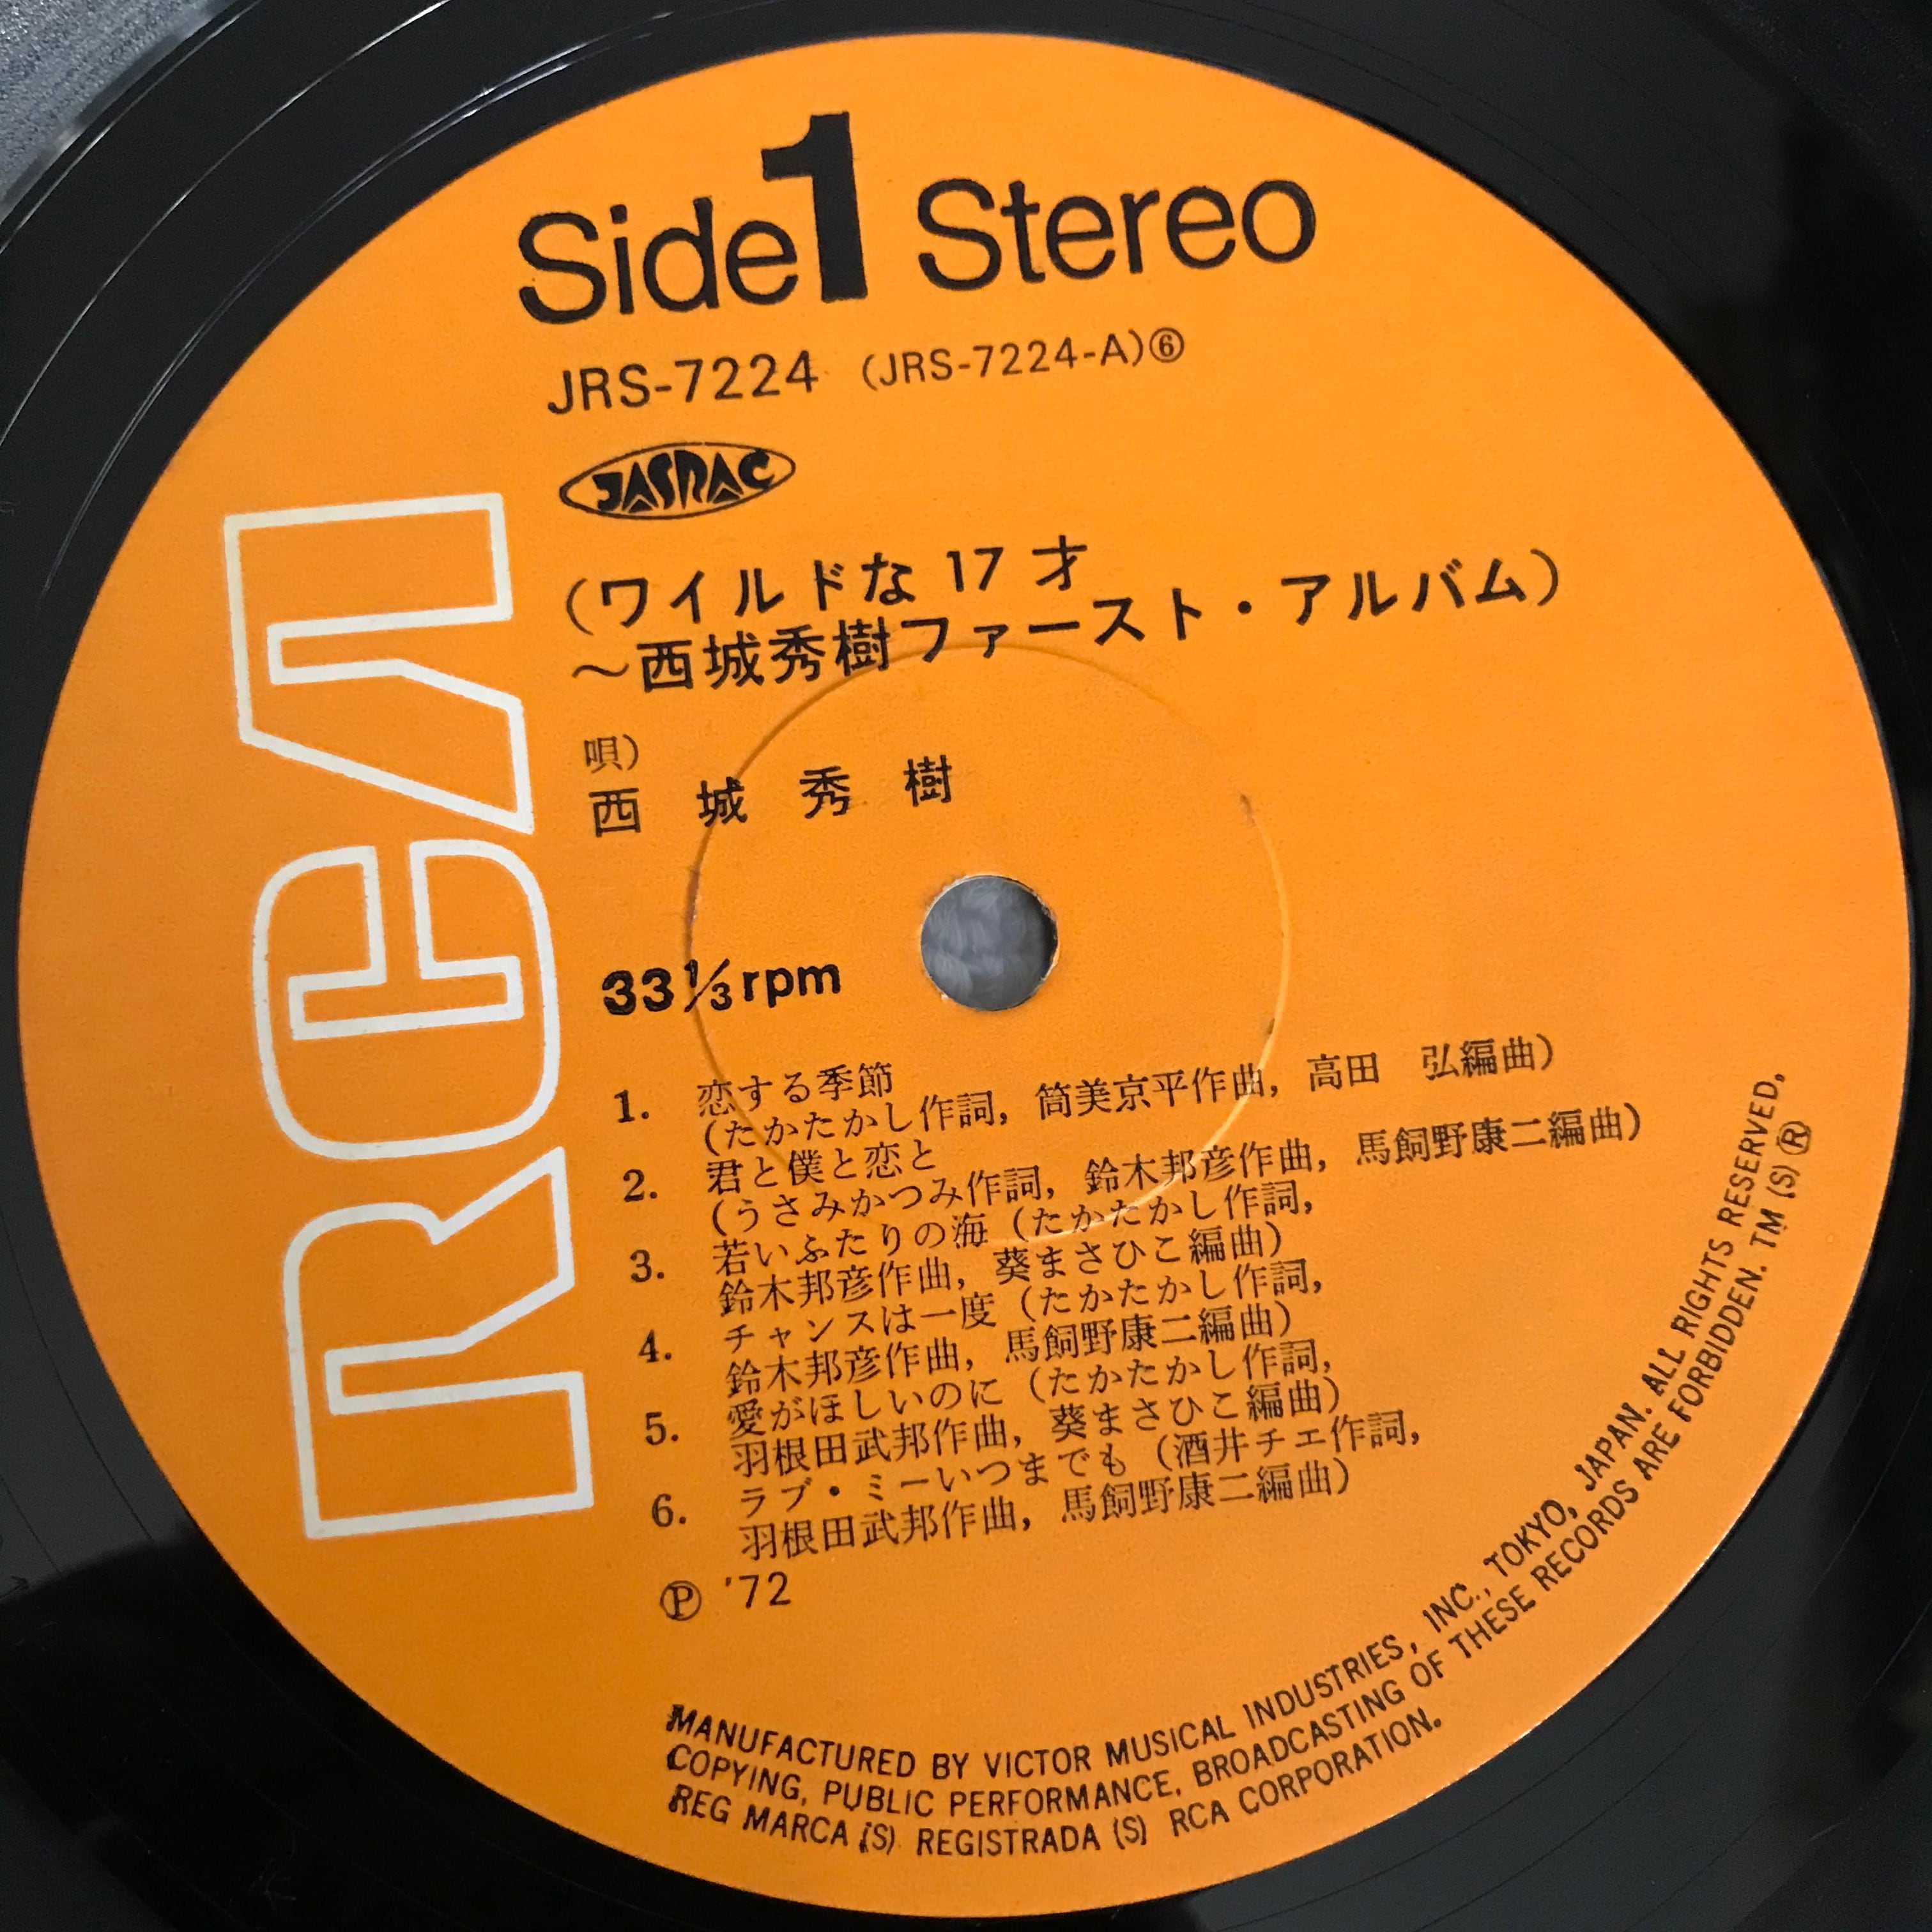 Side 1 Stereo
JRS-7224 (JRS-7224-A)⑥
JASRAC
(ワイルドな 17 才
～西城秀樹ファースト・アルバム)
唄)
西 城 秀 樹
RCA
33 1/3 rpm
1. 恋する季節
(たかたかし作詞, 筒美京平作曲, 高田 弘編曲)
2. 君と僕と恋と
(うさみかつみ作詞, 鈴木邦彦作曲, 馬飼野康二編曲)
3. 若いふたりの海 (たかたかし作詞,
鈴木邦彦作曲, 葵まさひこ編曲)
4. チャンスは一度 (たかたかし作詞,
鈴木邦彦作曲, 馬飼野康二編曲)
5. 愛がほしいのに (たかたかし作詞,
羽根田武邦作曲, 葵まさひこ編曲)
6. ラブ・ミーいつまでも (酒井チエ作詞,
羽根田武邦作曲, 馬飼野康二編曲)
Ⓟ '72
MANUFACTURED BY VICTOR MUSICAL INDUSTRIES, INC., TOKYO, JAPAN. ALL RIGHTS RESERVED,
COPYING, PUBLIC PERFORMANCE, BROADCASTING OF THESE RECORDS ARE FORBIDDEN. TM (S) ®
REG MARCA (S) REGISTRADA (S) RCA CORPORATION.